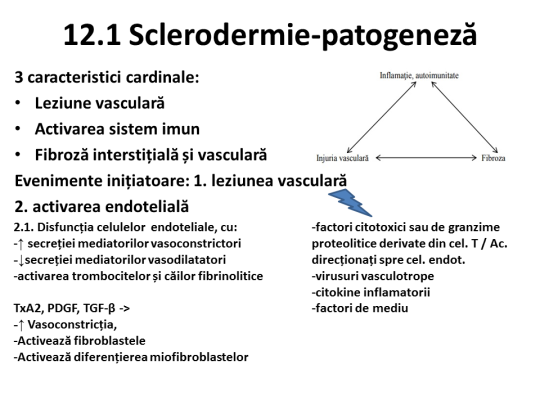 12.1 Sclerodermie-patogeneză
3 caracteristici cardinale:
• Leziune vasculară
• Activarea sistem imun
• Fibroză interstițială și vasculară
Inflamație, autoimunitate
Injuria vasculară
Fibroza
Evenimente inițiatoare: 1. leziunea vasculară
2. activarea endotelială
2.1. Disfuncția celulelor endoteliale, cu:
-↑ secreției mediatorilor vasoconstrictori
-↓secreției mediatorilor vasodilatatori
-activarea trombocitelor și căilor fibrinolitice
TxA2, PDGF, TGF-β ->
-↑ Vasoconstricția,
-Activează fibroblastele
-Activează diferențierea miofibroblastelor
-factori citotoxici sau de granzime
proteolitice derivate din cel. T / Ac.
direcționați spre cel. endot.
-virusuri vasculotrope
-citokine inflamatorii
-factori de mediu